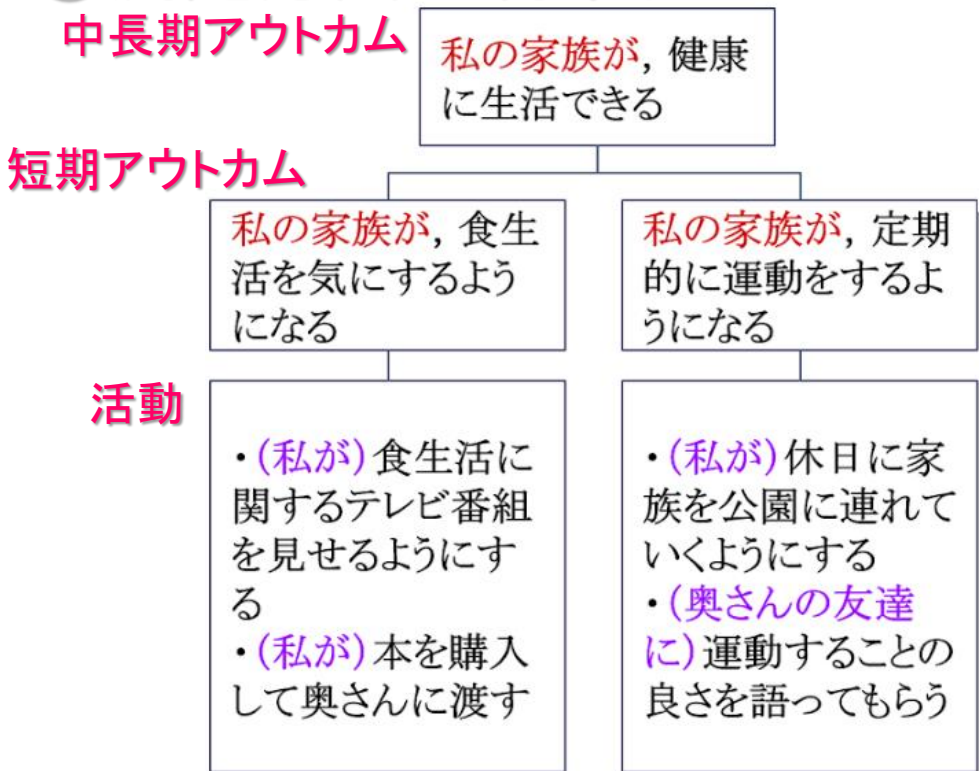 中長期アウトカム
私の家族が, 健康
に生活できる
短期アウトカム
私の家族が, 食生
活を気にするよう
になる
私の家族が, 定期
的に運動をするよ
うになる
活動
・(私が)食生活に
関するテレビ番組
を見せるようにす
る
・(私が)本を購入
して奥さんに渡す
・(私が)休日に家
族を公園に連れて
いくようにする
・(奥さんの友達
に)運動することの
良さを語ってもらう